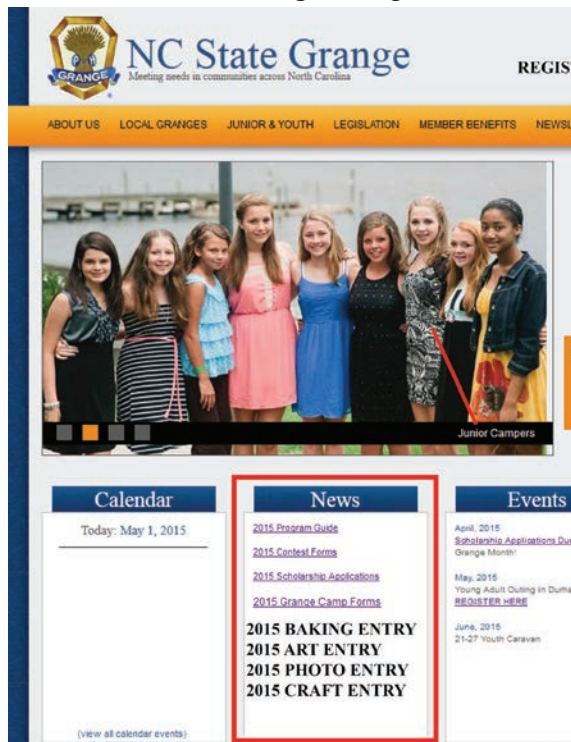 NC State Grange
Meeting needs in communities across North Carolina
P H
GRANGE
REGIS
ABOUT US LOCAL GRANGES JUNIOR & YOUTH LEGISLATION MEMBER BENEFITS NEWSL
Junior Campers
Calendar
Today: May 1, 2015
(view all calendar events)
News
2015 Program Guide
2015 Contest Forms
2015 Scholarship Applications
2015 Grange Camp Forms
2015 BAKING ENTRY
2015 ART ENTRY
2015 PHOTO ENTRY
2015 CRAFT ENTRY
Events
April, 2015
Scholarship Applications Du
Grange Month!
May, 2015
Young Adult Outing in Durha
REGISTER HERE
June, 2015
21-27 Youth Caravan